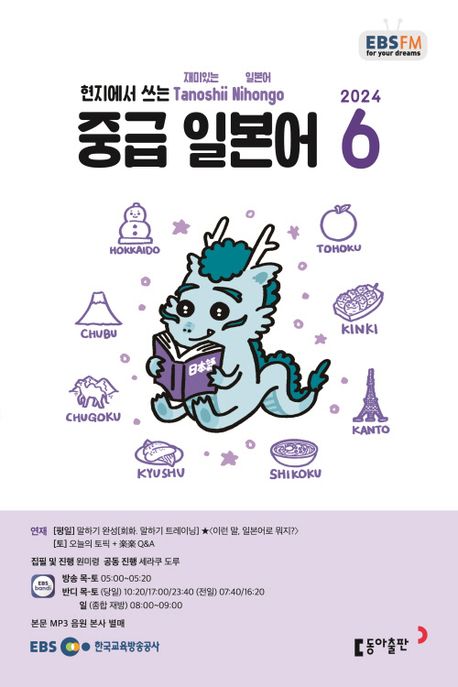 EBS FM
for your dreams
재미있는 일본어
현지에서 쓰는 Tanoshii Nihongo
2024
중급 일본어 6
HOKKAIDO
TOHOKU
CHUBU
KINKI
日本語
CHUGOKU
KANTO
KYUSHU
SHIKOKU
연재 [평일] 말하기 완성[회화. 말하기 트레이닝] ★<이런 말, 일본어로 뭐지?>
[토] 오늘의 토픽 + 楽楽 Q&A
집필 및 진행 원미령 공동 진행 세라쿠 도루
EBS bandi
방송 목-토 05:00~05:20
반디 목-토 (당일) 10:20/17:00/23:40 (전일) 07:40/16:20
일 (종합 재방) 08:00~09:00
본문 MP3 음원 본사 별매
EBS 한국교육방송공사
동아출판